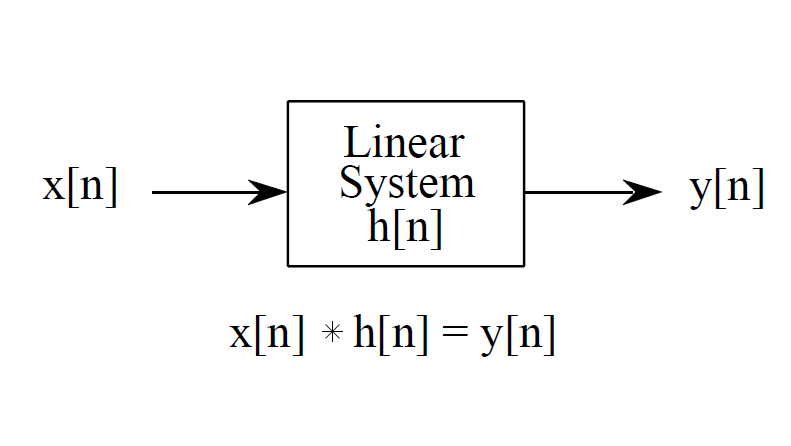 x[n]
Linear
System
h[n]
y[n]
x[n] * h[n] = y[n]